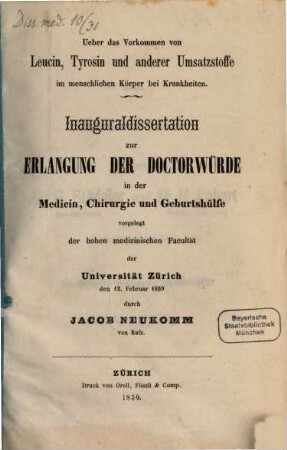 Diss. med. 10/31
Ueber das Vorkommen von
Leucin, Tyrosin und anderer Umsatzstoffe
im menschlichen Körper bei Krankheiten.
Inauguraldissertation
zur
ERLANGUNG DER DOCTORWÜRDE
in der
Medicin, Chirurgie und Geburtshülfe
vorgelegt
der hohen medizinischen Facultät
der
Universität Zürich
den 12. Februar 1859
durch
JACOB NEUKOMM
von Rafz.
Bayerische
Staatsbibliothek
München
ZÜRICH
Druck von Orell, Füssli & Comp.
1859.